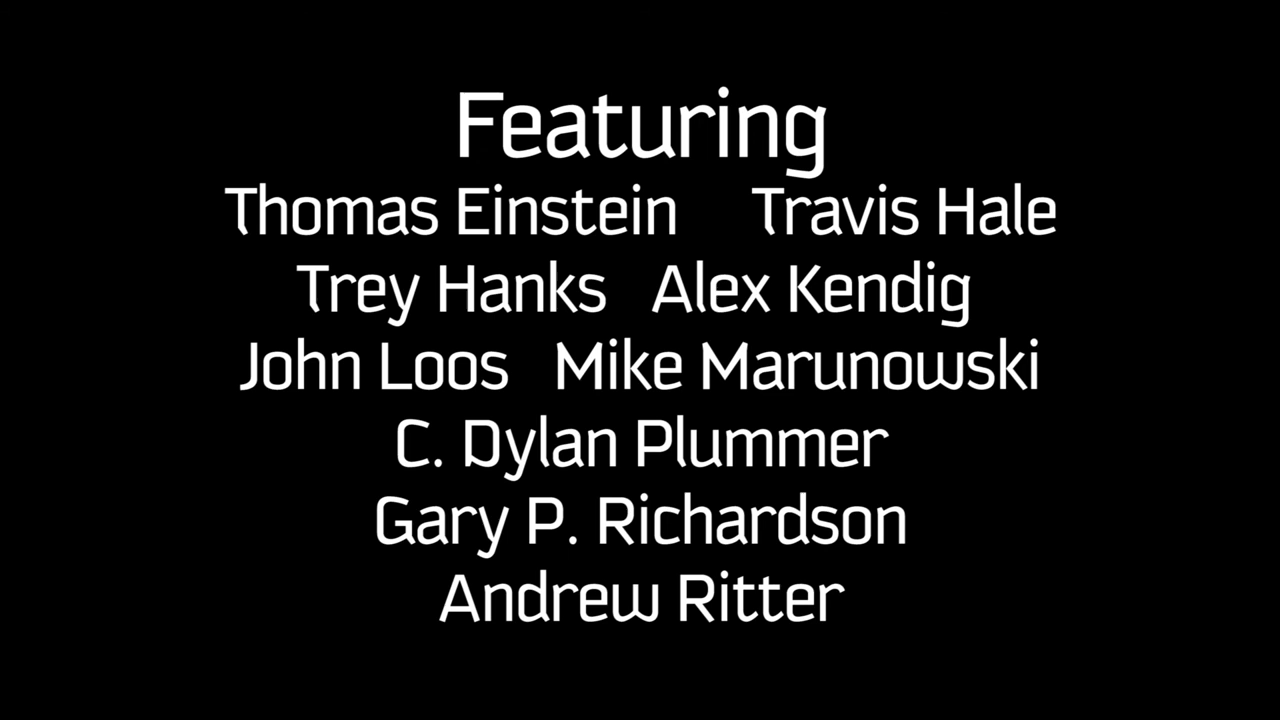 Featuring
Thomas Einstein Travis Hale
Trey Hanks Alex Kendig
John Loos Mike Marunowski
C. Dylan Plummer
Gary P. Richardson
Andrew Ritter